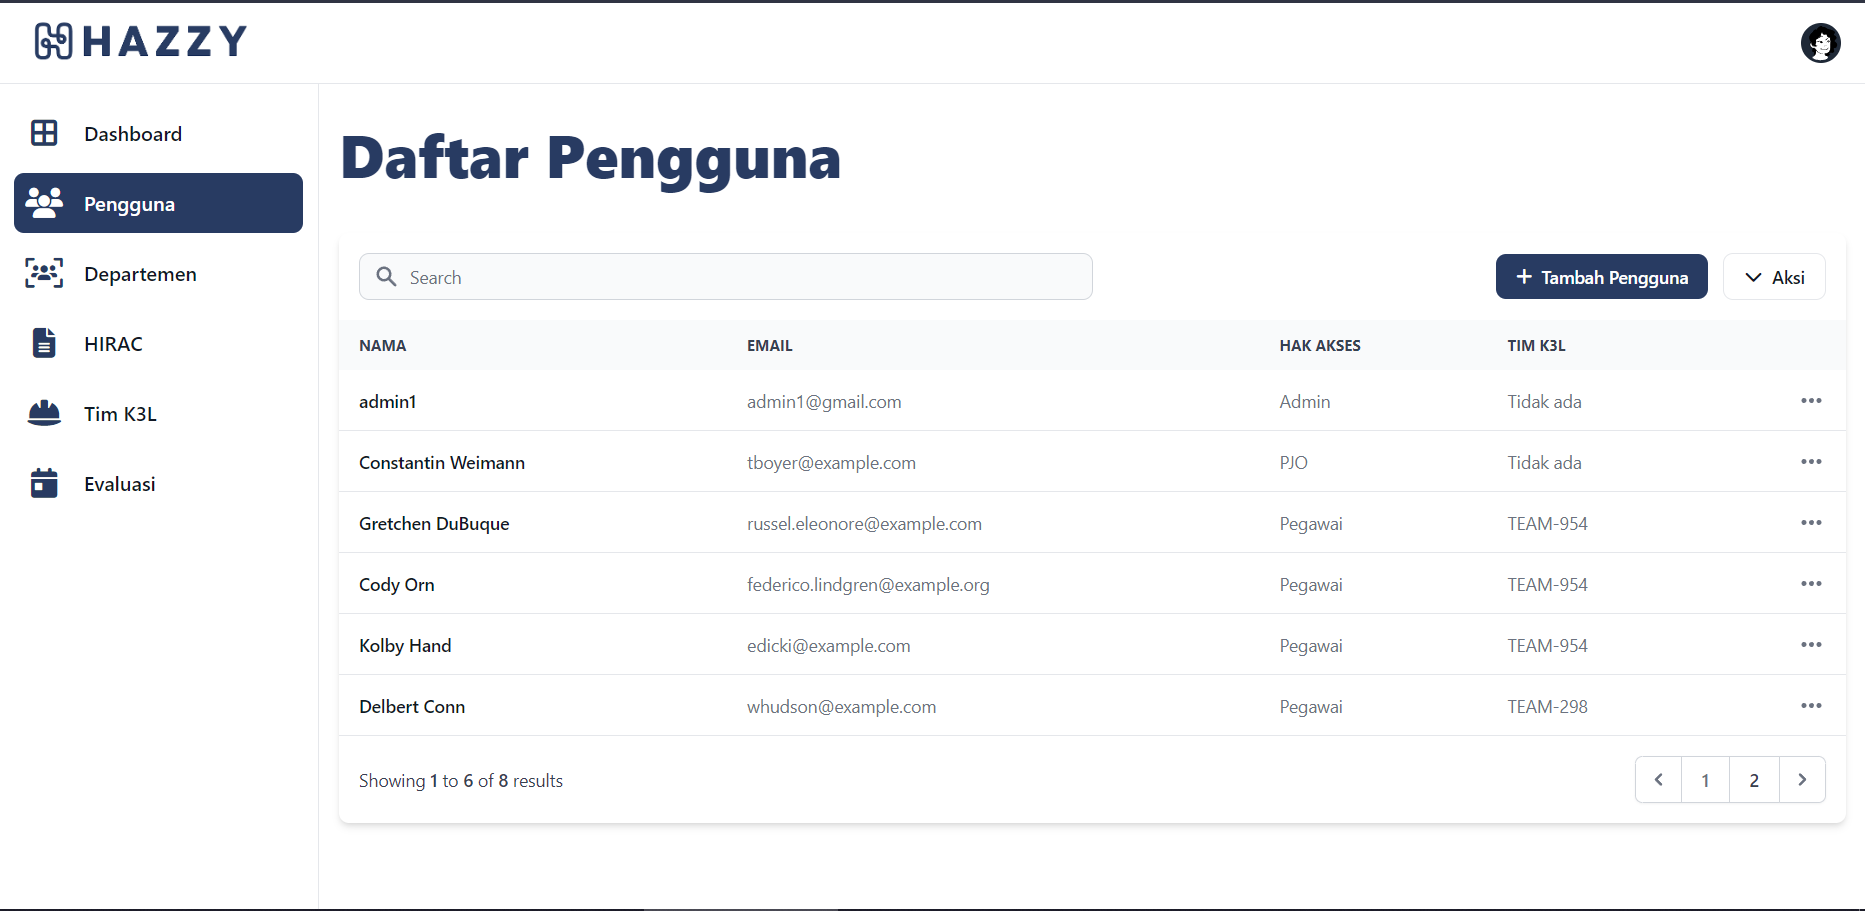 HAZZY
Dashboard
Pengguna
Departemen
HIRAC
Tim K3L
Evaluasi
Daftar Pengguna
Search
+ Tambah Pengguna
Aksi
NAMA EMAIL HAK AKSES TIM K3L
admin1 admin1@gmail.com Admin Tidak ada
Constantin Weimann tboyer@example.com PJO Tidak ada
Gretchen DuBuque russel.eleonore@example.com Pegawai TEAM-954
Cody Orn federico.lindgren@example.org Pegawai TEAM-954
Kolby Hand edicki@example.com Pegawai TEAM-954
Delbert Conn whudson@example.com Pegawai TEAM-298
Showing 1 to 6 of 8 results
1 2